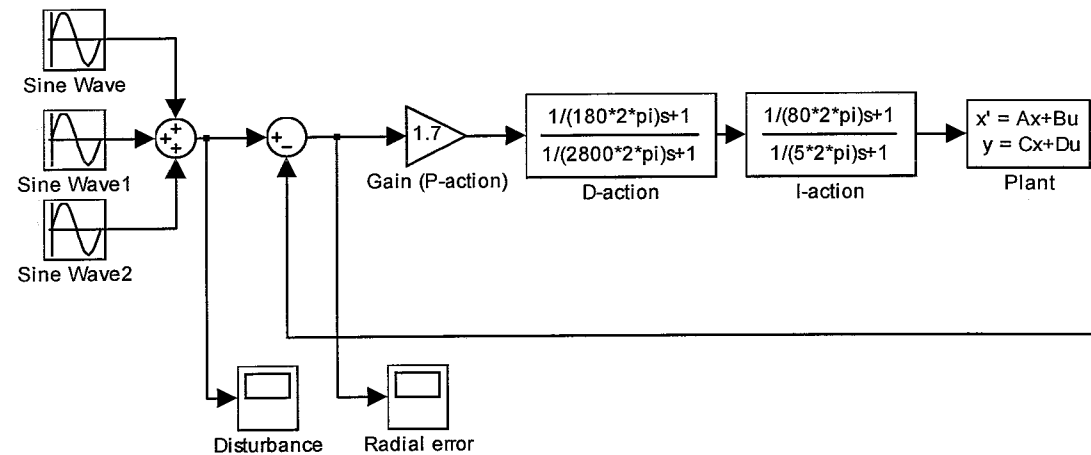 Sine Wave
Sine Wave1
Sine Wave2
+
+
+
+
−
1.7
Gain (P-action)
1/(180*2*pi)s+1
1/(2800*2*pi)s+1
D-action
1/(80*2*pi)s+1
1/(5*2*pi)s+1
I-action
x' = Ax+Bu
y = Cx+Du
Plant
Disturbance
Radial error